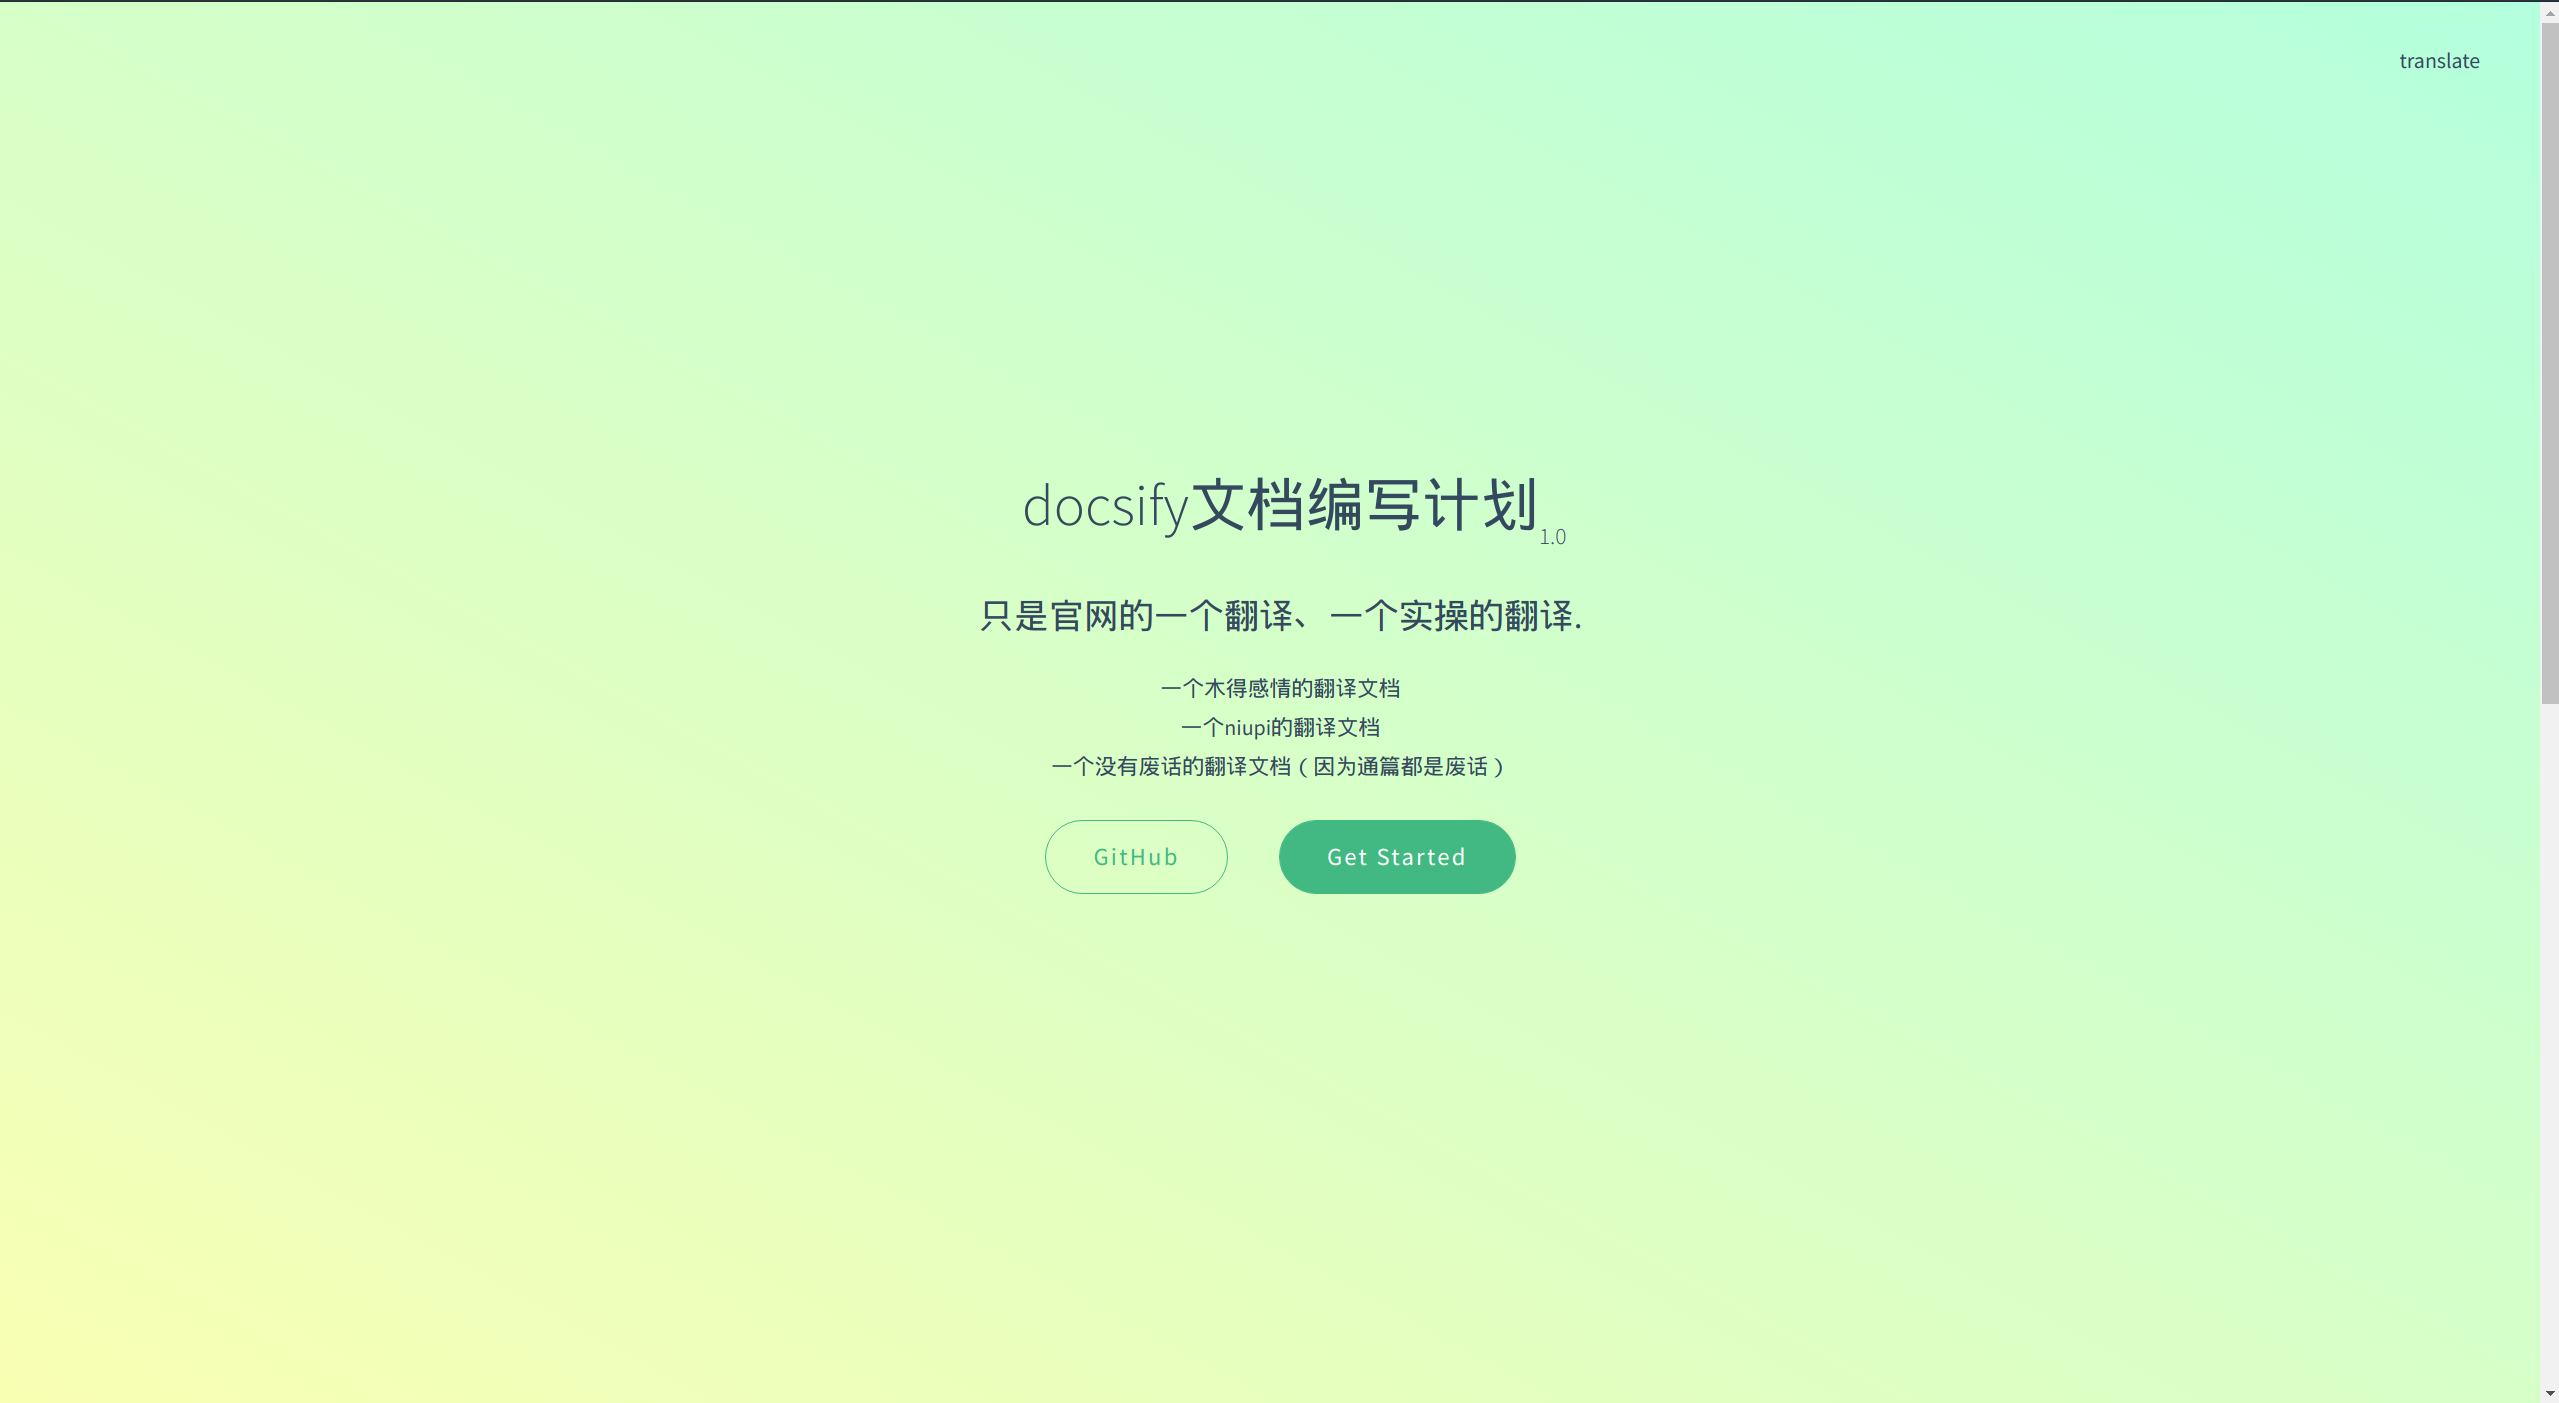 translate
docsify文档编写计划1.0
只是官网的一个翻译、一个实操的翻译.
一个木得感情的翻译文档
一个niupi的翻译文档
一个没有废话的翻译文档（因为通篇都是废话）
GitHub
Get Started